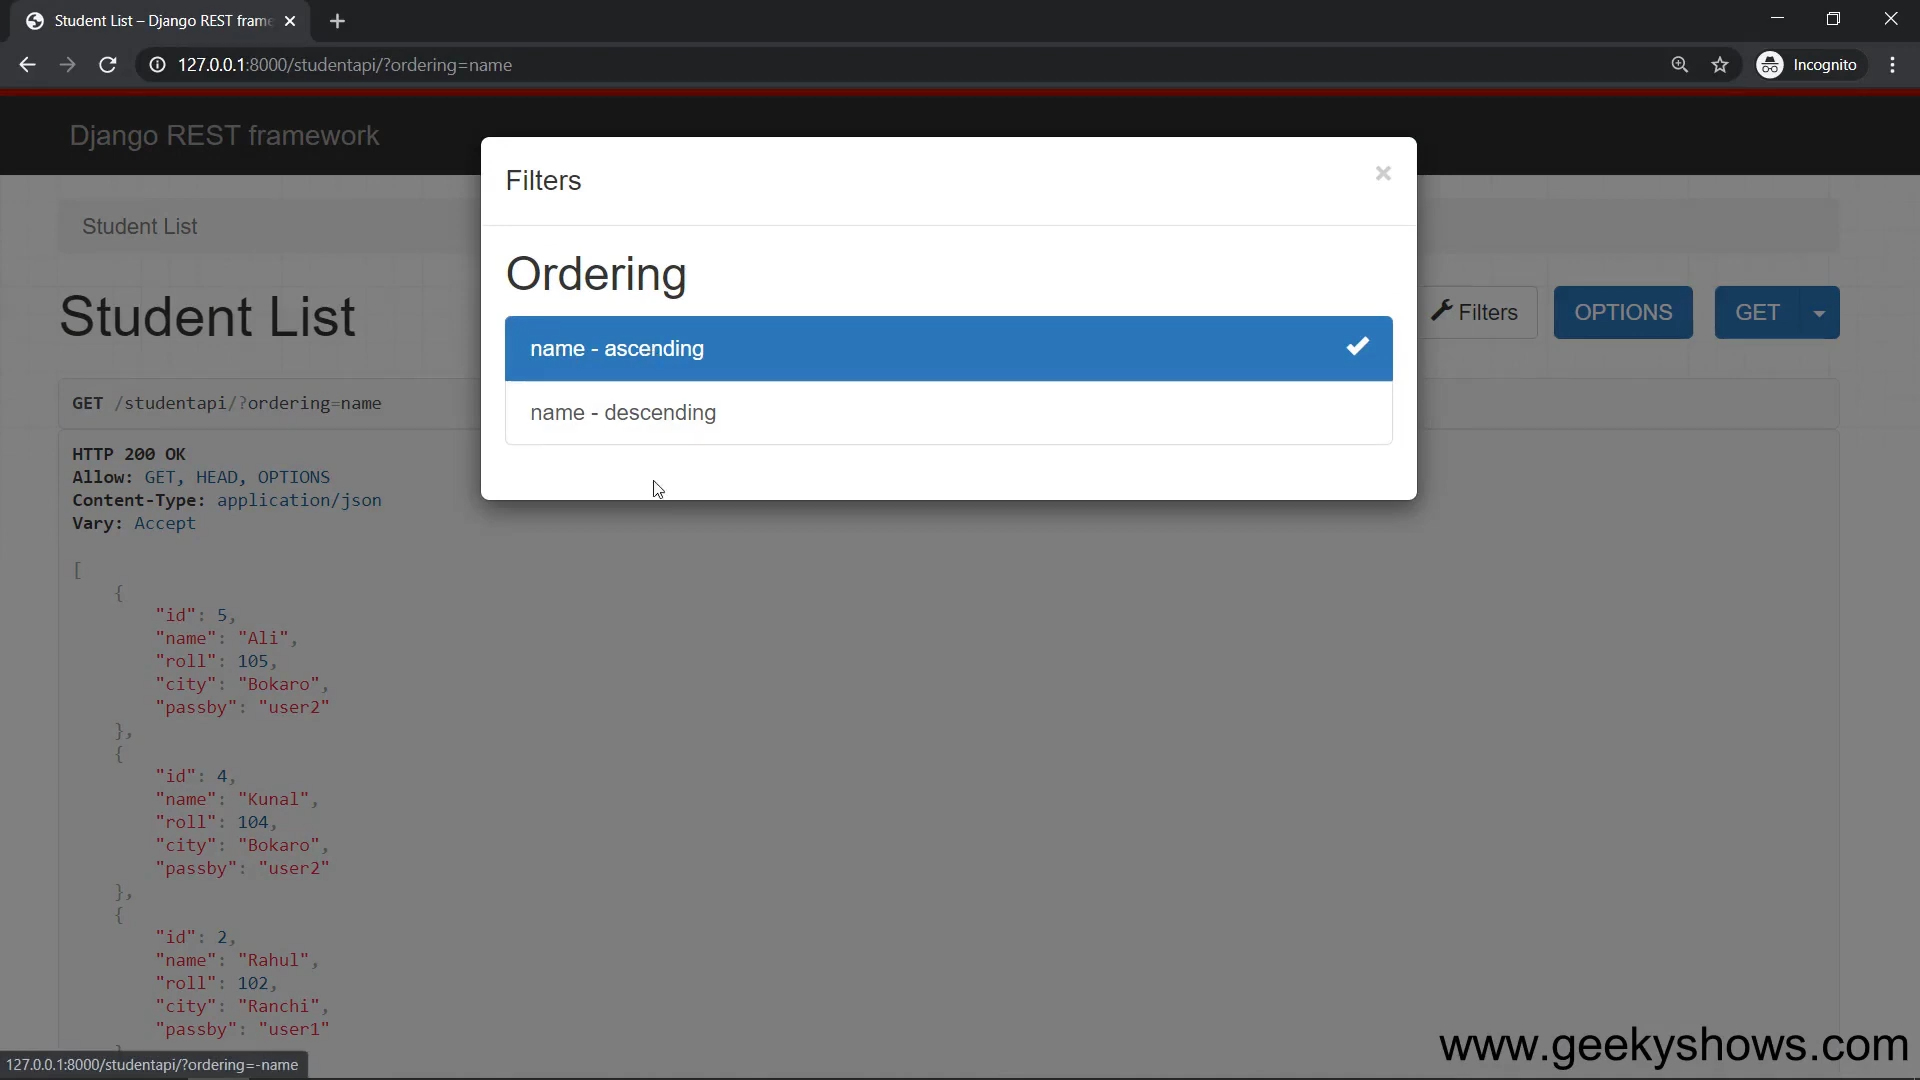 Student List – Django REST frame
127.0.0.1:8000/studentapi/?ordering=name
Incognito
Django REST framework
Filters
×
Student List
Ordering
Student List
Filters
OPTIONS
GET
name - ascending
name - descending
GET /studentapi/?ordering=name
HTTP 200 OK
Allow: GET, HEAD, OPTIONS
Content-Type: application/json
Vary: Accept
[
{
"id": 5,
"name": "Ali",
"roll": 105,
"city": "Bokaro",
"passby": "user2"
},
{
"id": 4,
"name": "Kunal",
"roll": 104,
"city": "Bokaro",
"passby": "user2"
},
{
"id": 2,
"name": "Rahul",
"roll": 102,
"city": "Ranchi",
"passby": "user1"
www.geekyshows.com
127.0.0.1:8000/studentapi/?ordering=-name